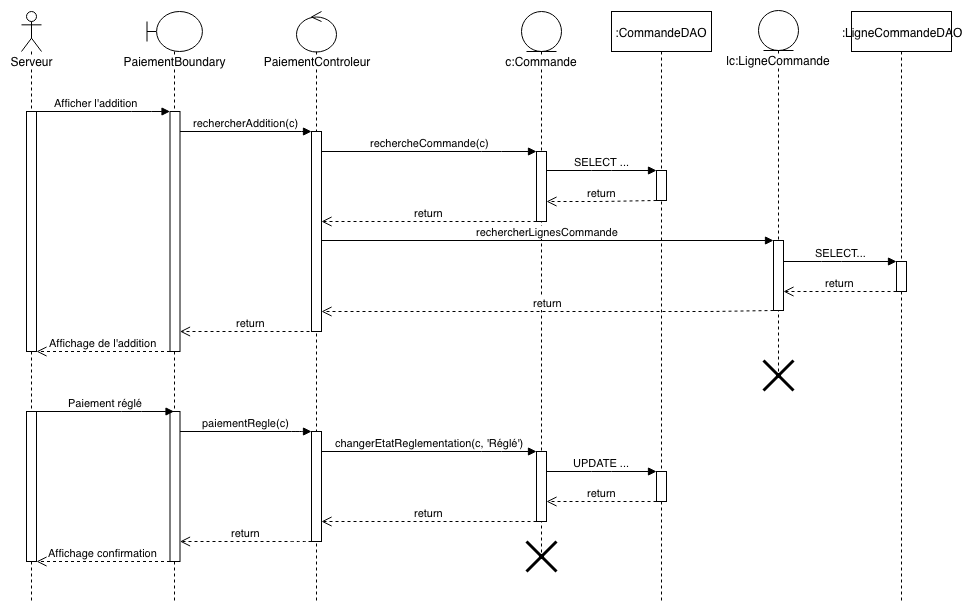 Serveur
PaiementBoundary
PaiementControleur
c:Commande
:CommandeDAO
lc:LigneCommande
:LigneCommandeDAO
Afficher l'addition
rechercherAddition(c)
rechercheCommande(c)
SELECT ...
return
return
rechercherLignesCommande
SELECT...
return
return
return
Affichage de l'addition
Paiement réglé
paiementRegle(c)
changerEtatReglementation(c, 'Réglé')
UPDATE ...
return
return
return
Affichage confirmation